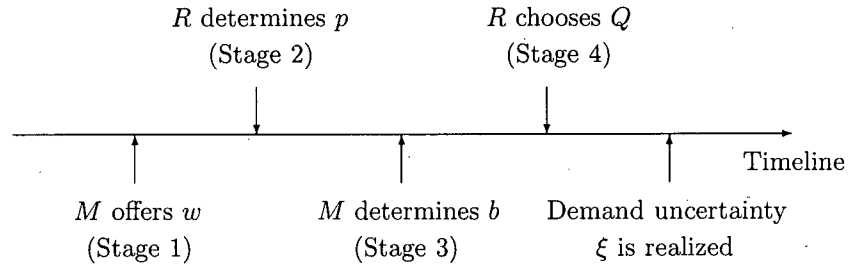 R determines p
(Stage 2)
R chooses Q
(Stage 4)
Timeline
M offers w
(Stage 1)
M determines b
(Stage 3)
Demand uncertainty
ξ is realized